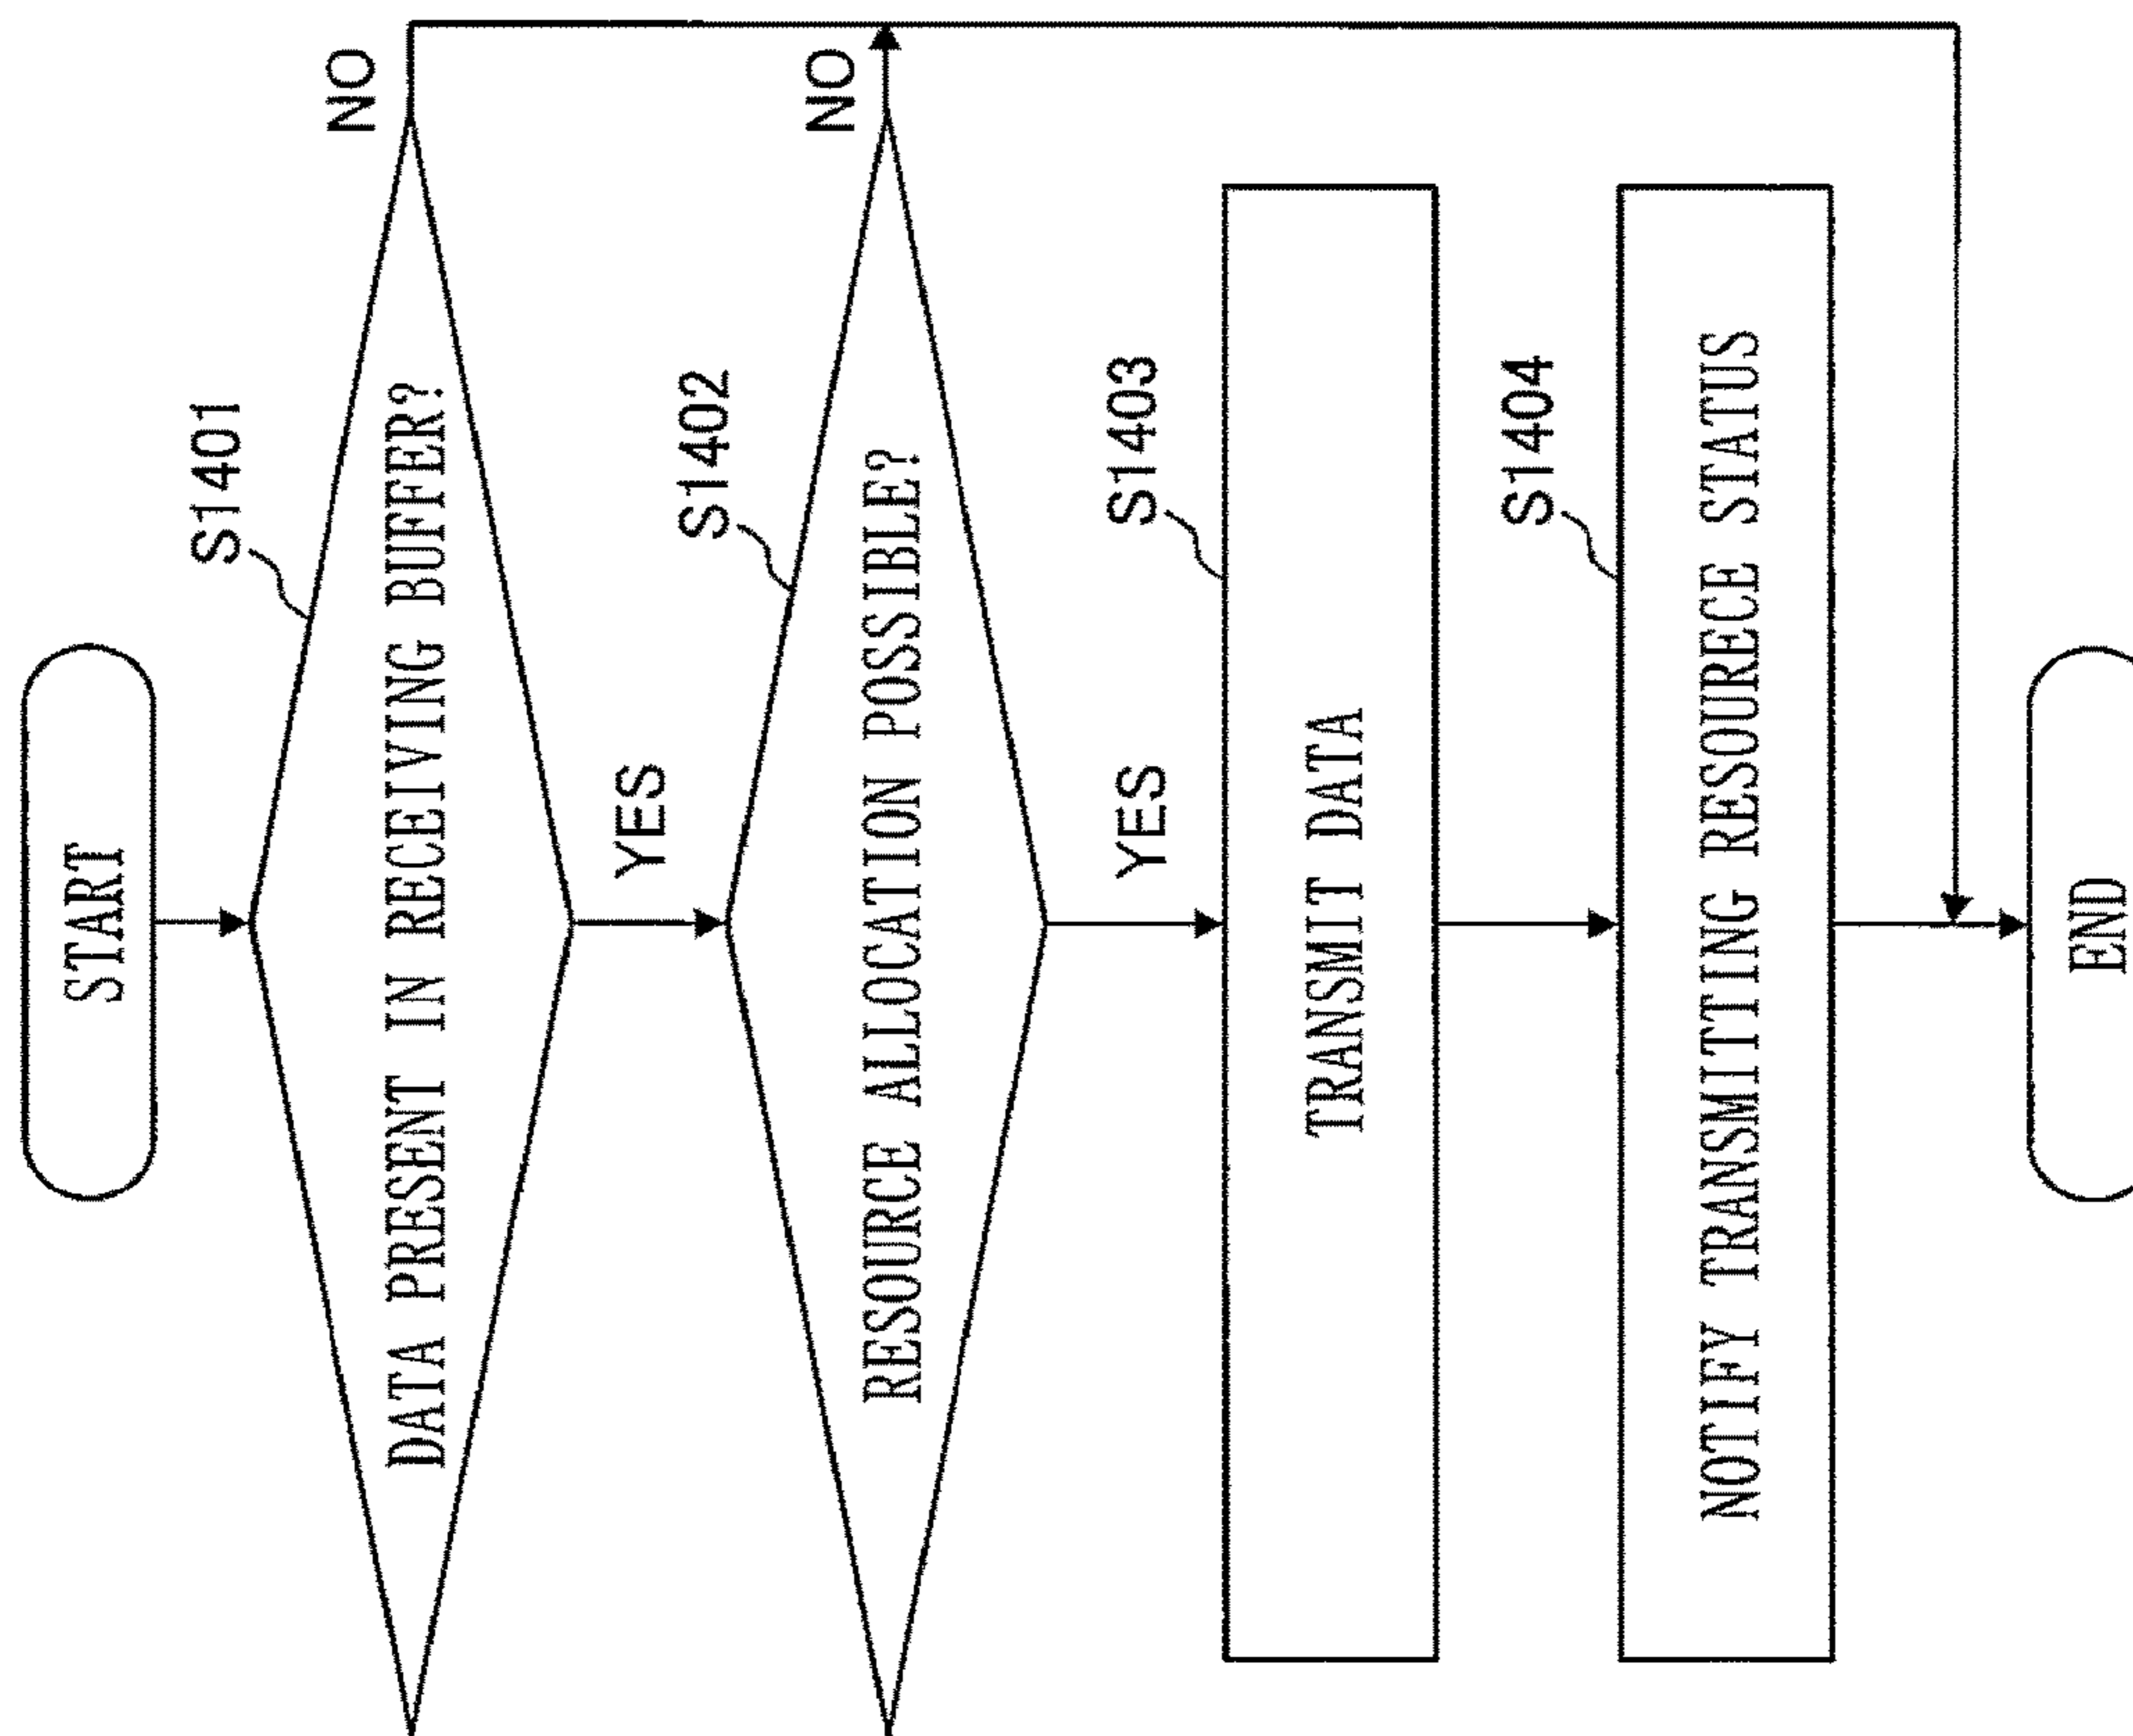 START
S1401
DATA PRESENT IN RECEIVING BUFFER?
NO
YES
S1402
RESOURCE ALLOCATION POSSIBLE?
NO
YES
S1403
TRANSMIT DATA
S1404
NOTIFY TRANSMITTING RESOURECE STATUS
END